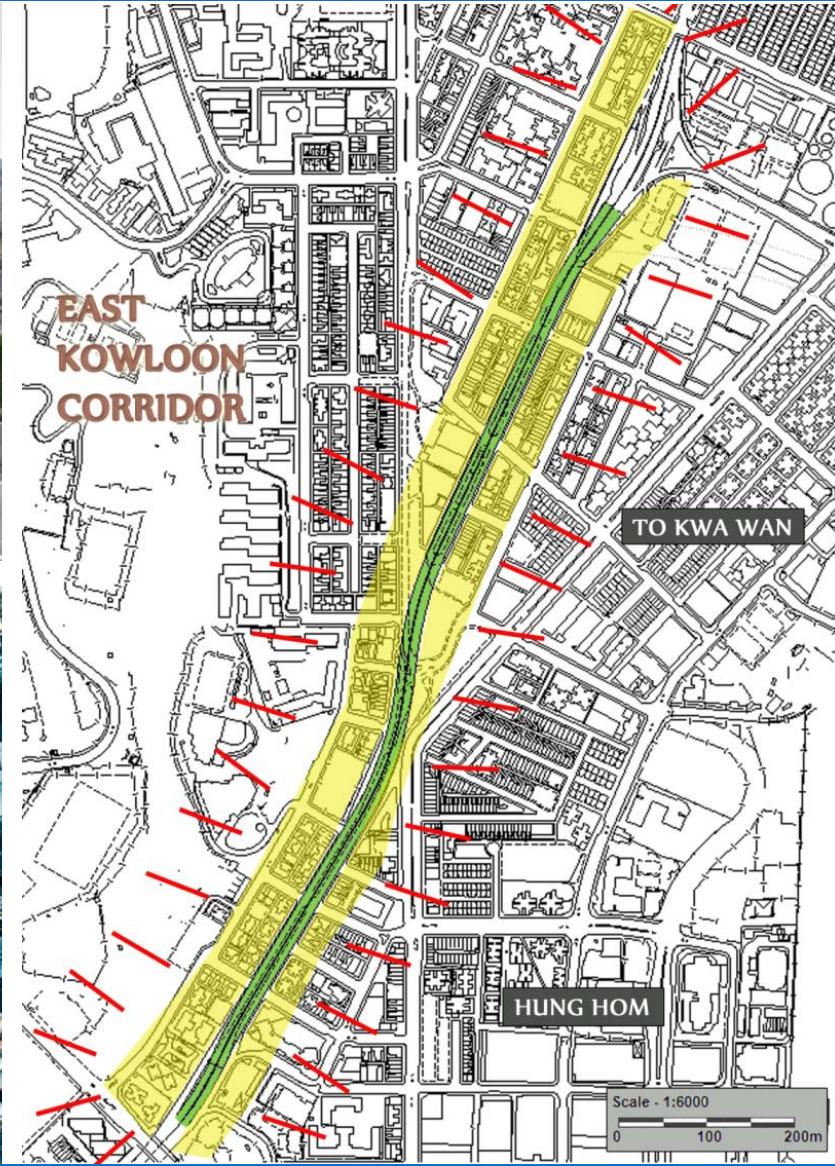 EAST
KOWLOON
CORRIDOR
TO KWA WAN
HUNG HOM
Scale - 1:6000
0 100 200m